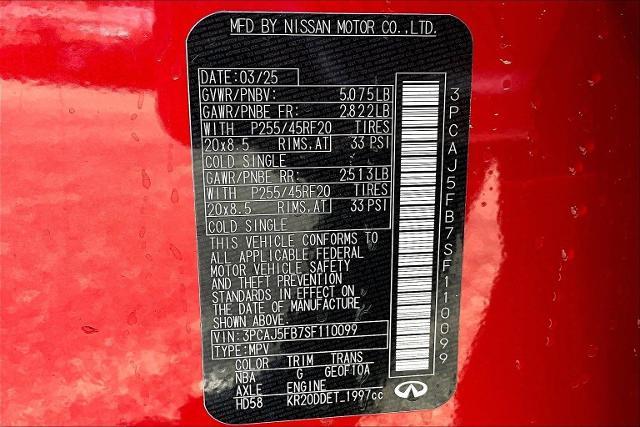 MFD BY NISSAN MOTOR CO.,LTD.
DATE: 03/25
GVWR/PNBV: 5,075LB
GAWR/PNBE FR: 2,822LB
WITH P255/45RF20 TIRES
20x8.5 RIMS,AT 33 PSI
COLD SINGLE
GAWR/PNBE RR: 2,513LB
WITH P255/45RF20 TIRES
20x8.5 RIMS,AT 33 PSI
COLD SINGLE
THIS VEHICLE CONFORMS TO
ALL APPLICABLE FEDERAL
MOTOR VEHICLE SAFETY
AND THEFT PREVENTION
STANDARDS IN EFFECT ON
THE DATE OF MANUFACTURE
SHOWN ABOVE.
VIN: 3PCAJ5FB7SF110099
TYPE: MPV
COLOR TRIM TRANS
NBA G GE0F10A
AXLE ENGINE
HD58 KR20DDET_1997cc
3PCAJ5FB7SF110099